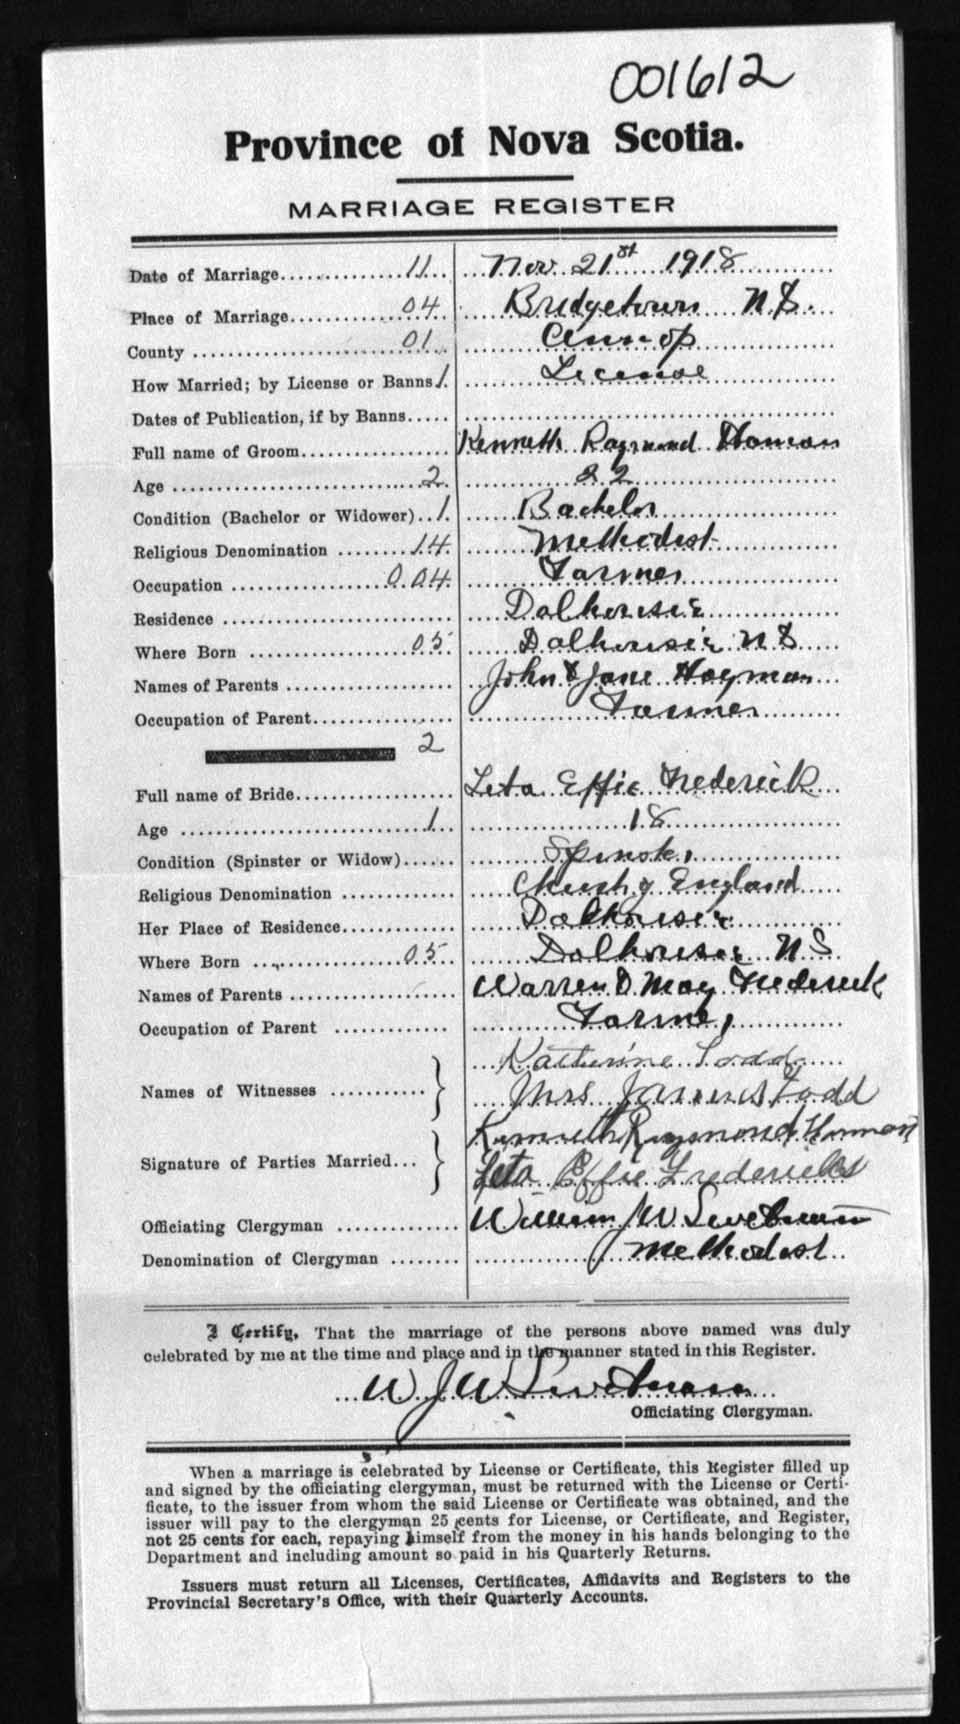 001612
Province of Nova Scotia.
MARRIAGE REGISTER
Date of Marriage 11 Nov. 21st 1918
Place of Marriage 04 Bridgetown N.S.
County 01 Annap
How Married; by License or Banns 1 License
Dates of Publication, if by Banns
Full name of Groom Kenneth Raymond
Age 2 22
Condition (Bachelor or Widower) 1 Bachelor
Religious Denomination 14 Methodist
Occupation 0.04 Farmer
Residence Dalhousie
Where Born 05 Dalhousie N S
Names of Parents John & Jane
Occupation of Parent Farmer
2
Full name of Bride Leta Effie Frederick
Age 1 18
Condition (Spinster or Widow) Spinster
Religious Denomination Church of England
Her Place of Residence Dalhousie
Where Born 05 Dalhousie N S
Names of Parents Warren & May Frederick
Occupation of Parent Farmer
Katherine Todd
Names of Witnesses Mrs James Todd
Kenneth Raymond
Signature of Parties Married Leta Effie Fredericks
Officiating Clergyman William J W Swetnam
Denomination of Clergyman Methodist
I Certify, That the marriage of the persons above named was duly
celebrated by me at the time and place and in the manner stated in this Register.
W J W Swetnam
Officiating Clergyman.
When a marriage is celebrated by License or Certificate, this Register filled up
and signed by the officiating clergyman, must be returned with the License or Certi-
ficate, to the issuer from whom the said License or Certificate was obtained, and the
issuer will pay to the clergyman 25 cents for License, or Certificate, and Register,
not 25 cents for each, repaying himself from the money in his hands belonging to the
Department and including amount so paid in his Quarterly Returns.
Issuers must return all Licenses, Certificates, Affidavits and Registers to the
Provincial Secretary's Office, with their Quarterly Accounts.